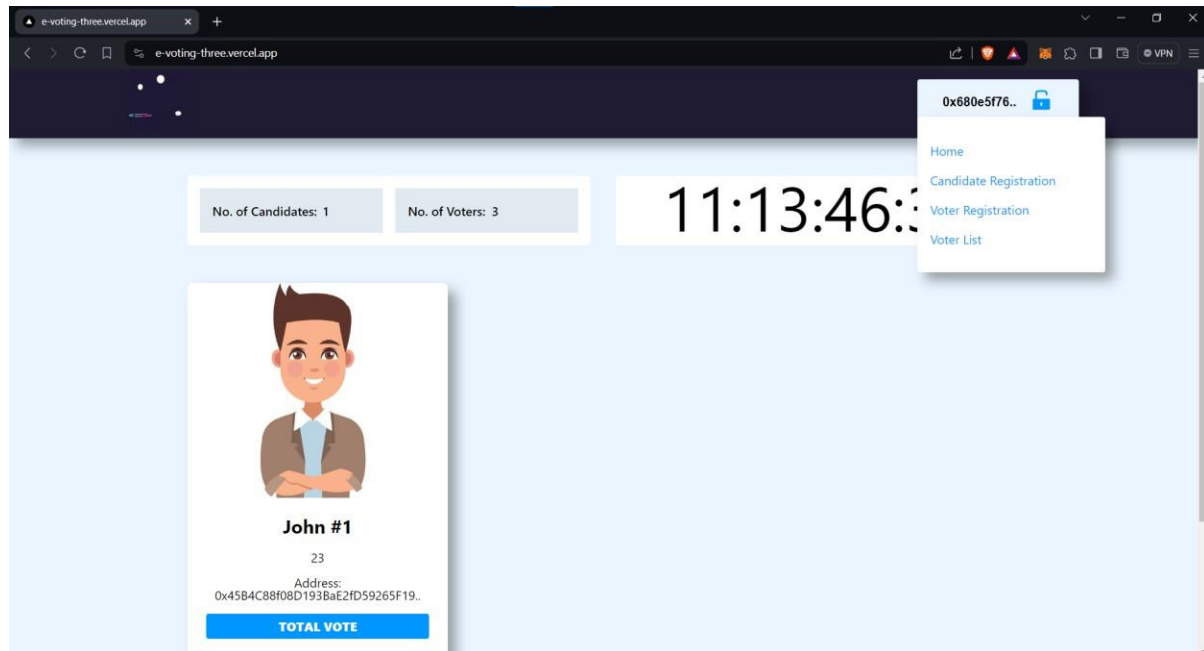 e-voting-three.vercel.app
e-voting-three.vercel.app
VPN
0x680e5f76..
Home
Candidate Registration
Voter Registration
Voter List
No. of Candidates: 1
No. of Voters: 3
11:13:46:
John #1
23
Address:
0x45B4C88f08D193BaE2fD59265F19..
TOTAL VOTE